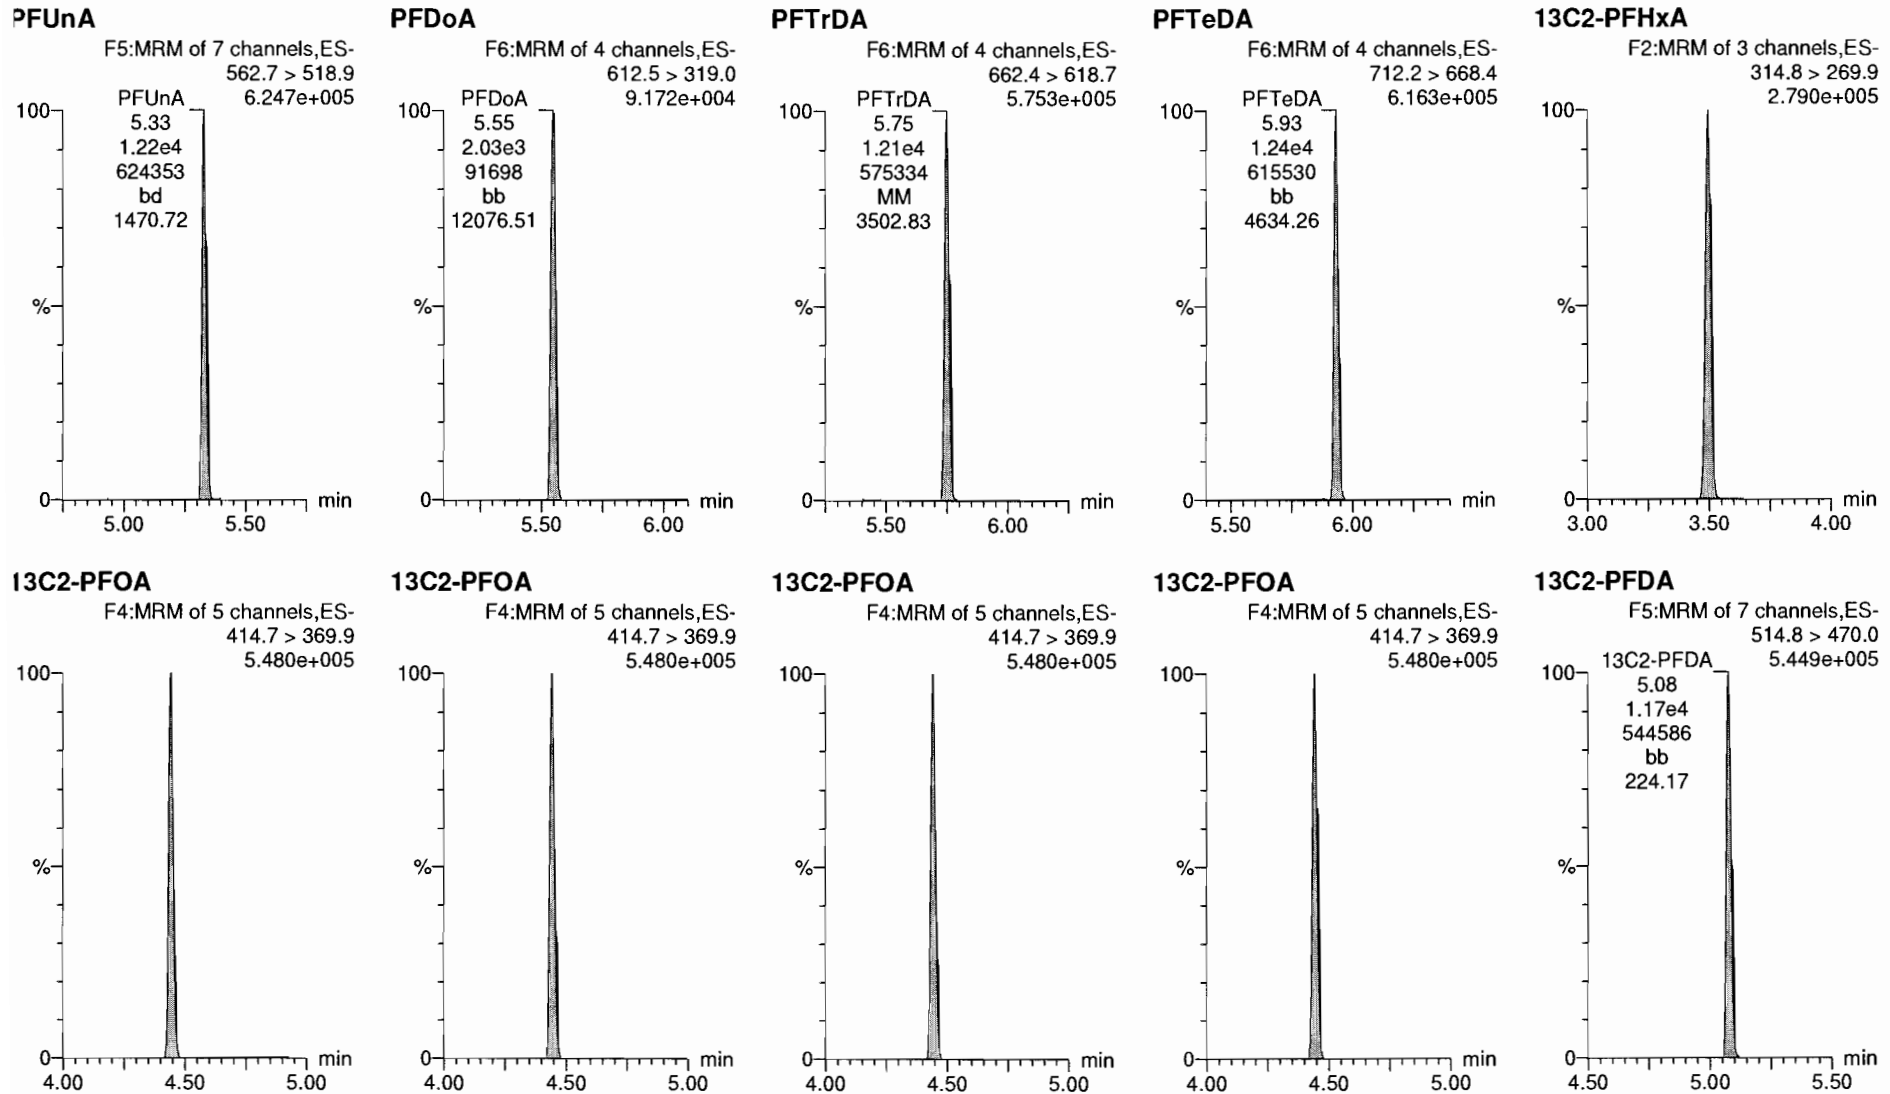 PFUnA
F5:MRM of 7 channels,ES-
562.7 > 518.9
6.247e+005
PFUnA
5.33
1.22e4
624353
bd
1470.72
100
%
0
5.00 5.50
min
PFDoA
F6:MRM of 4 channels,ES-
612.5 > 319.0
9.172e+004
PFDoA
5.55
2.03e3
91698
bb
12076.51
100
%
0
5.50 6.00
min
PFTrDA
F6:MRM of 4 channels,ES-
662.4 > 618.7
5.753e+005
PFTrDA
5.75
1.21e4
575334
MM
3502.83
100
%
0
5.50 6.00
min
PFTeDA
F6:MRM of 4 channels,ES-
712.2 > 668.4
6.163e+005
PFTeDA
5.93
1.24e4
615530
bb
4634.26
100
%
0
5.50 6.00
min
13C2-PFHxA
F2:MRM of 3 channels,ES-
314.8 > 269.9
2.790e+005
100
%
0
3.00 3.50 4.00
min
13C2-PFOA
F4:MRM of 5 channels,ES-
414.7 > 369.9
5.480e+005
100
%
0
4.00 4.50 5.00
min
13C2-PFOA
F4:MRM of 5 channels,ES-
414.7 > 369.9
5.480e+005
100
%
0
4.00 4.50 5.00
min
13C2-PFOA
F4:MRM of 5 channels,ES-
414.7 > 369.9
5.480e+005
100
%
0
4.00 4.50 5.00
min
13C2-PFOA
F4:MRM of 5 channels,ES-
414.7 > 369.9
5.480e+005
100
%
0
4.00 4.50 5.00
min
13C2-PFDA
F5:MRM of 7 channels,ES-
514.8 > 470.0
5.449e+005
13C2-PFDA
5.08
1.17e4
544586
bb
224.17
100
%
0
4.50 5.00 5.50
min